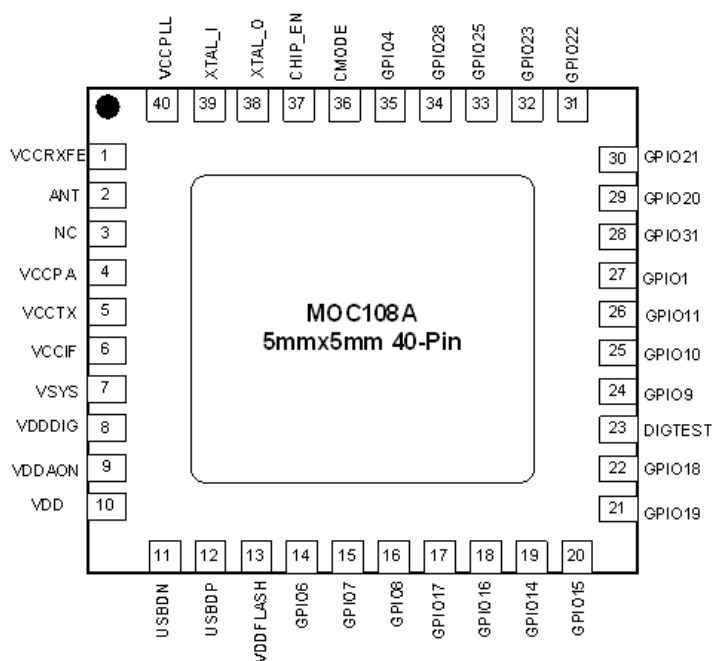 VCCPLL
XTAL_I
XTAL_O
CHIP_EN
CMODE
GPIO4
GPIO28
GPIO25
GPIO23
GPIO22
40
39
38
37
36
35
34
33
32
31
VCCRXFE
1
ANT
2
NC
3
VCCPA
4
VCCTX
5
VCCIF
6
VSYS
7
VDDDIG
8
VDDAON
9
VDD
10
MOC108A
5mmx5mm 40-Pin
30
GPIO21
29
GPIO20
28
GPIO31
27
GPIO1
26
GPIO11
25
GPIO10
24
GPIO9
23
DIGTEST
22
GPIO18
21
GPIO19
11
12
13
14
15
16
17
18
19
20
USBDN
USBDP
VDDFLASH
GPIO6
GPIO7
GPIO8
GPIO17
GPIO16
GPIO14
GPIO15